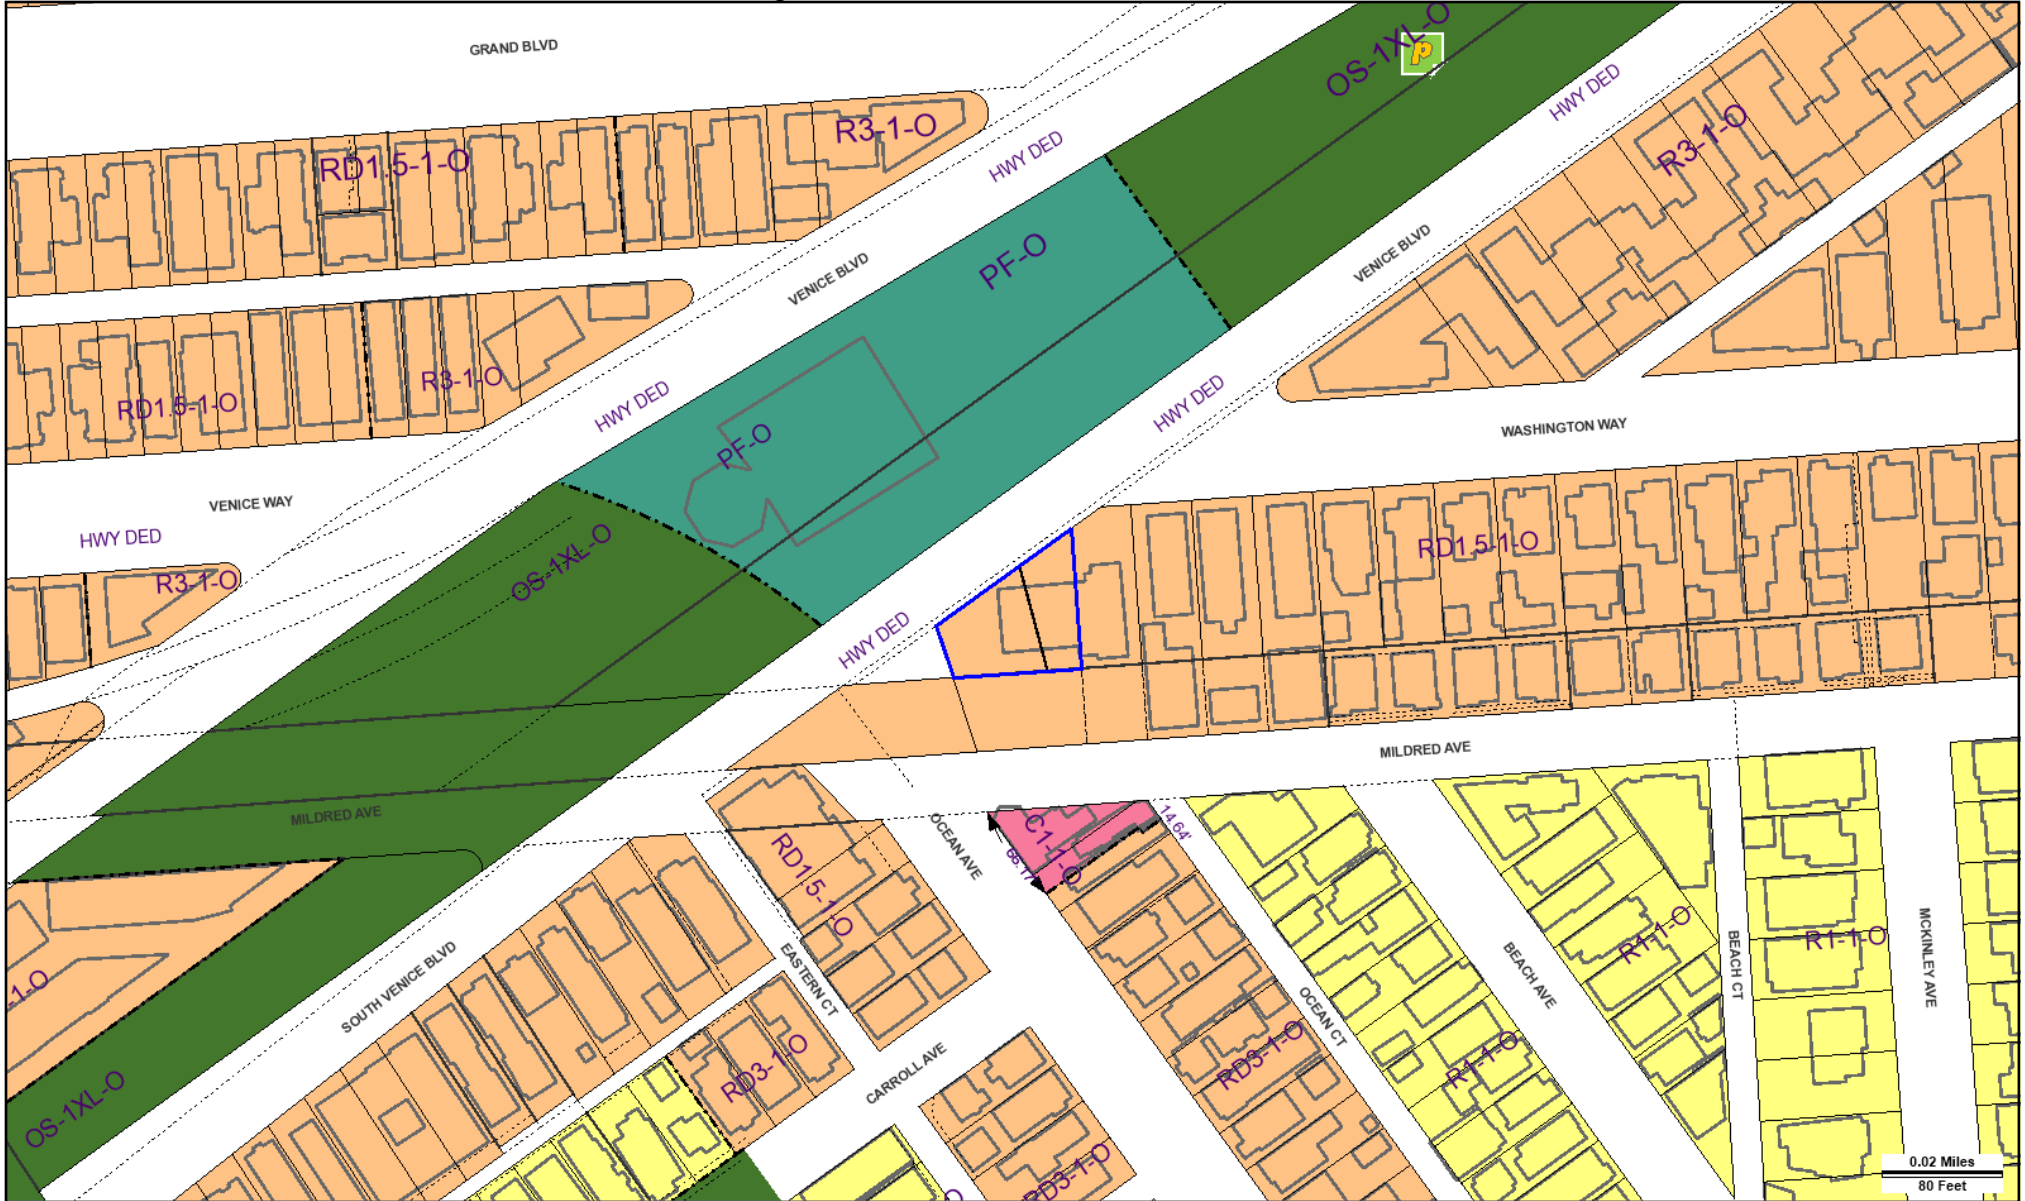 GRAND BLVD
OS-1XL-O
p
HWY DED
R3-1-O
HWY DED
R3-1-O
RD1.5-1-O
VENICE BLVD
PF-O
VENICE BLVD
R3-1-O
RD1.5-1-O
HWY DED
HWY DED
WASHINGTON WAY
PF-O
VENICE WAY
HWY DED
OS-1XL-O
RD1.5-1-O
R3-1-O
HWY DED
MILDRED AVE
MILDRED AVE
OCEAN AVE
C1-1-O
14.64'
RD1.5-1-O
EASTERN CT
SOUTH VENICE BLVD
-1-O
BEACH AVE
R1-1-O
BEACH CT
R1-1-O
MCKINLEY AVE
OCEAN CT
RD3-1-O
R1-1-O
CARROLL AVE
RD3-1-O
OS-1XL-O
RD3-1-O
O
0.02 Miles
80 Feet